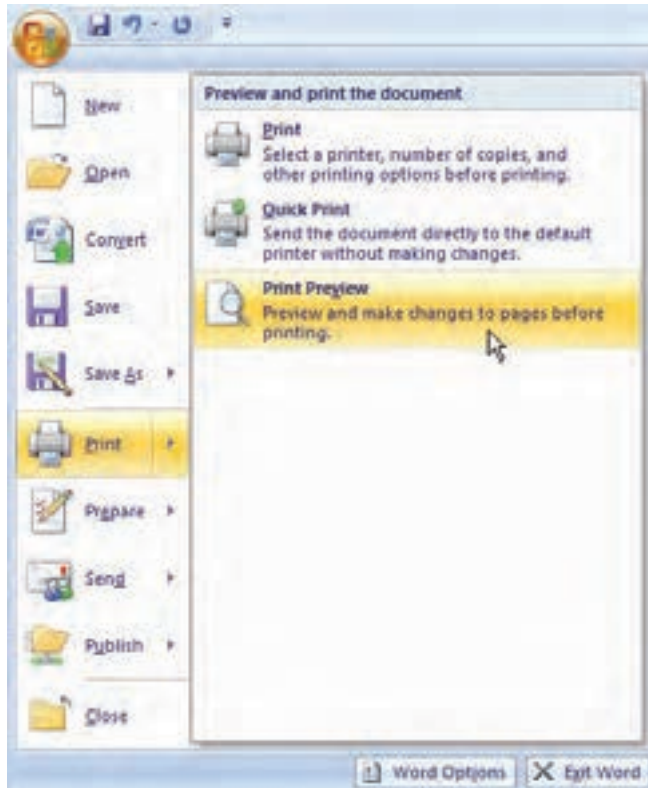 New
Open
Convert
Save
Save As
Print
Prepare
Send
Publish
Close
Preview and print the document
Print
Select a printer, number of copies, and
other printing options before printing.
Quick Print
Send the document directly to the default
printer without making changes.
Print Preview
Preview and make changes to pages before
printing.
Word Options
Exit Word